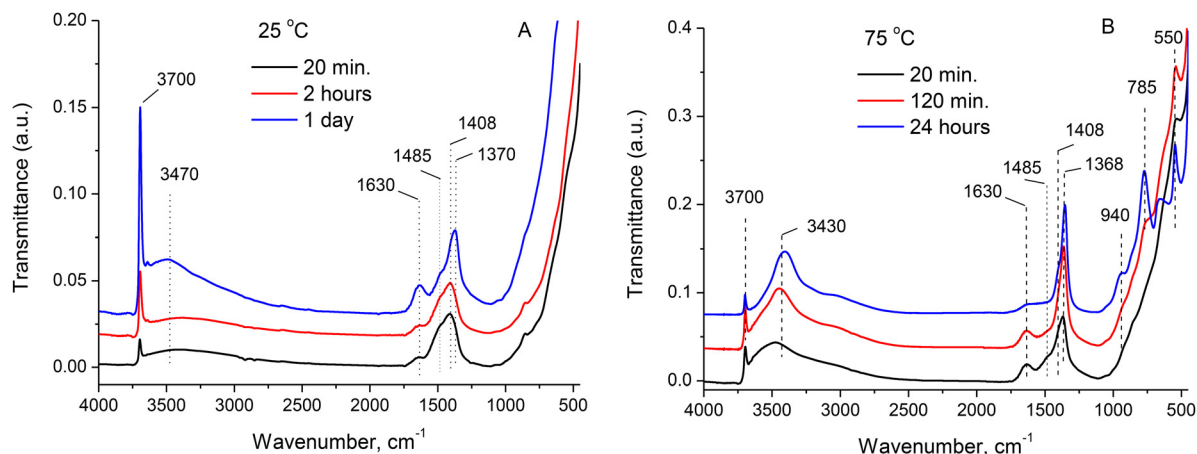 25 °C
A
20 min.
2 hours
1 day
3700
3470
1630
1485
1408
1370
0.20
0.15
0.10
0.05
0.00
Transmittance (a.u.)
4000 3500 3000 2500 2000 1500 1000 500
Wavenumber, cm⁻¹
75 °C
B
20 min.
120 min.
24 hours
3700
3430
1630
1485
1408
1368
940
785
550
0.4
0.3
0.2
0.1
0.0
Transmittance (a.u.)
4000 3500 3000 2500 2000 1500 1000 500
Wavenumber, cm⁻¹